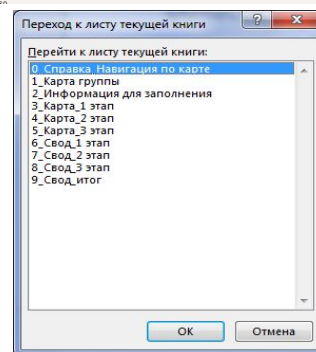 Переход к листу текущей книги
Перейти к листу текущей книги:
0_Справка_Навигация по карте
1_Карта группы
2_Информация для заполнения
3_Карта_1 этап
4_Карта_2 этап
5_Карта_3 этап
6_Свод_1 этап
7_Свод_2 этап
8_Свод_3 этап
9_Свод_итог
ОК
Отмена